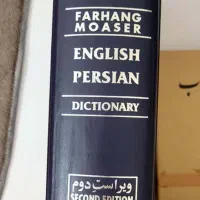 FARHANG
MOASER
ENGLISH
PERSIAN
DICTIONARY
ویراست دوم
SECOND EDITION